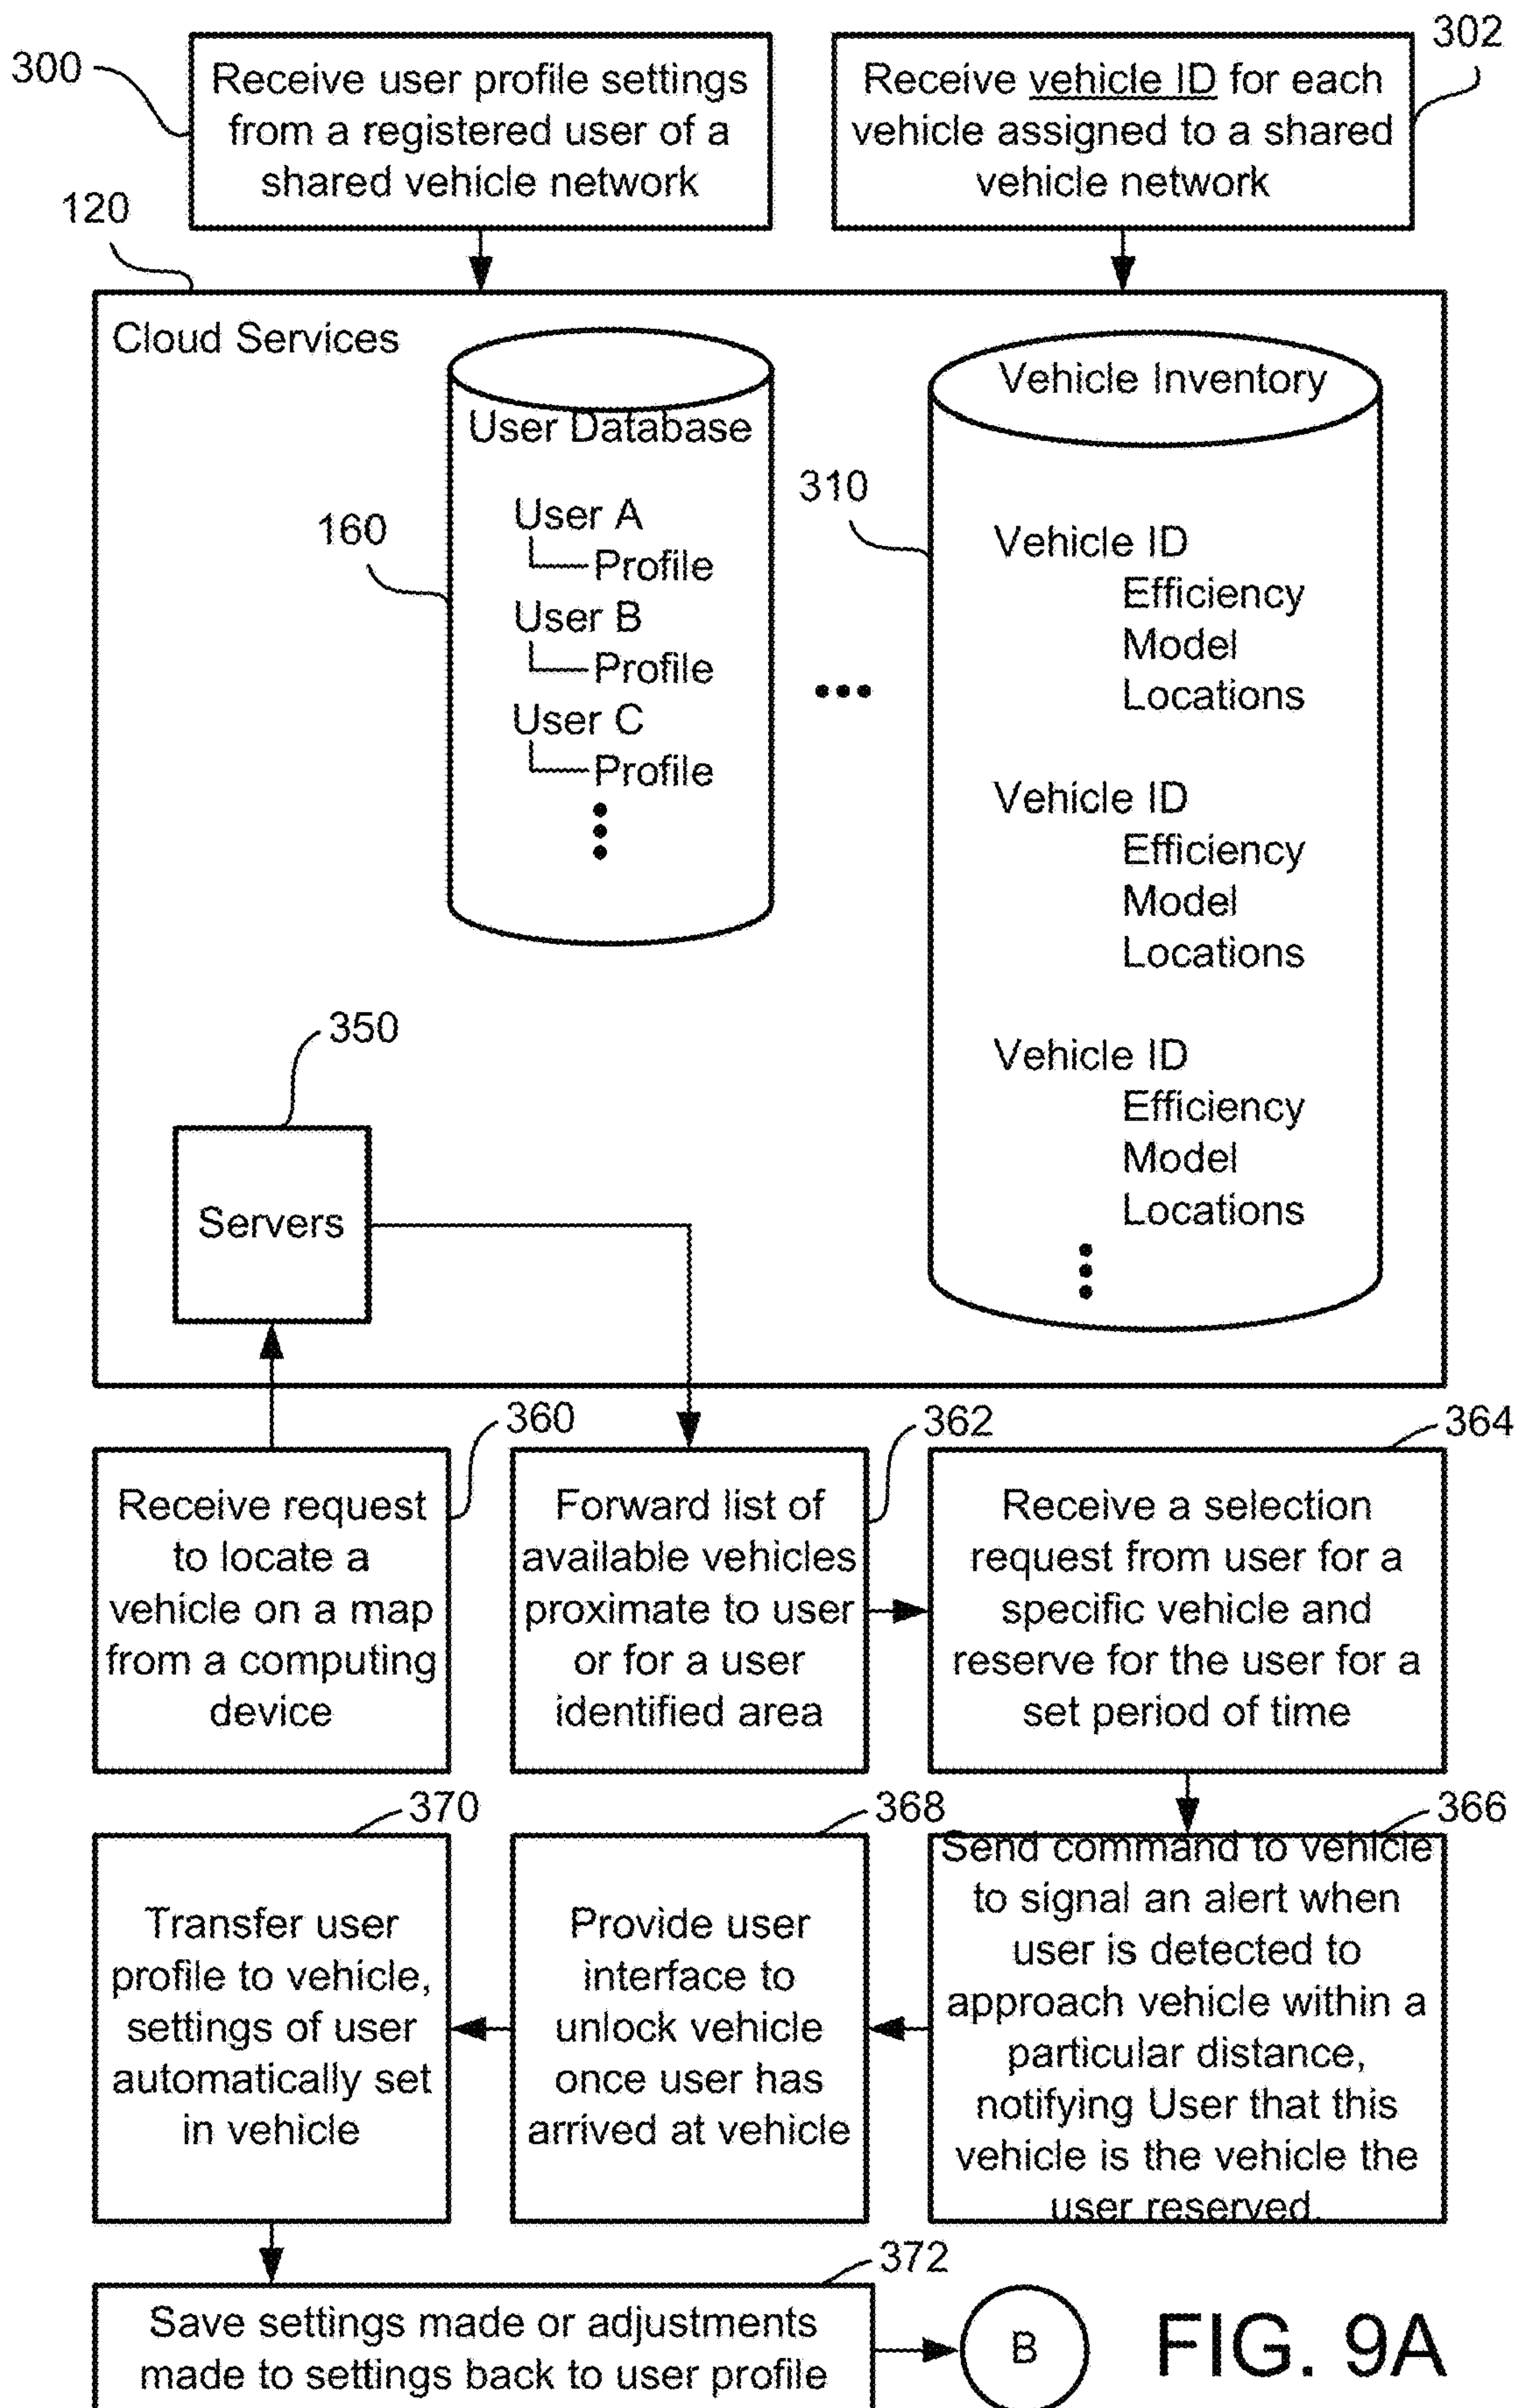 300
Receive user profile settings
from a registered user of a
shared vehicle network
302
Receive vehicle ID for each
vehicle assigned to a shared
vehicle network
120
Cloud Services
User Database
160
User A
Profile
User B
Profile
User C
Profile
Vehicle Inventory
310
Vehicle ID
Efficiency
Model
Locations
Vehicle ID
Efficiency
Model
Locations
Vehicle ID
Efficiency
Model
Locations
350
Servers
360
Receive request
to locate a
vehicle on a map
from a computing
device
362
Forward list of
available vehicles
proximate to user
or for a user
identified area
364
Receive a selection
request from user for a
specific vehicle and
reserve for the user for a
set period of time
366
Send command to vehicle
to signal an alert when
user is detected to
approach vehicle within a
particular distance,
notifying User that this
vehicle is the vehicle the
user reserved.
368
Provide user
interface to
unlock vehicle
once user has
arrived at vehicle
370
Transfer user
profile to vehicle,
settings of user
automatically set
in vehicle
372
Save settings made or adjustments
made to settings back to user profile
B
FIG. 9A